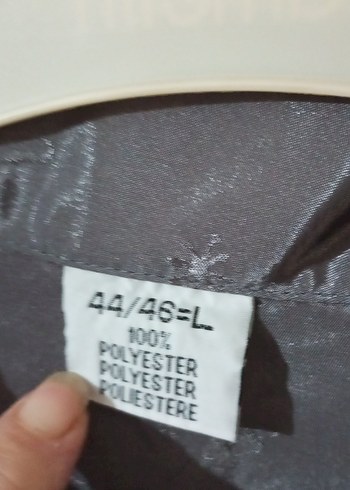 44/46=L
100%
POLYESTER
POLYESTER
POLIESTERE